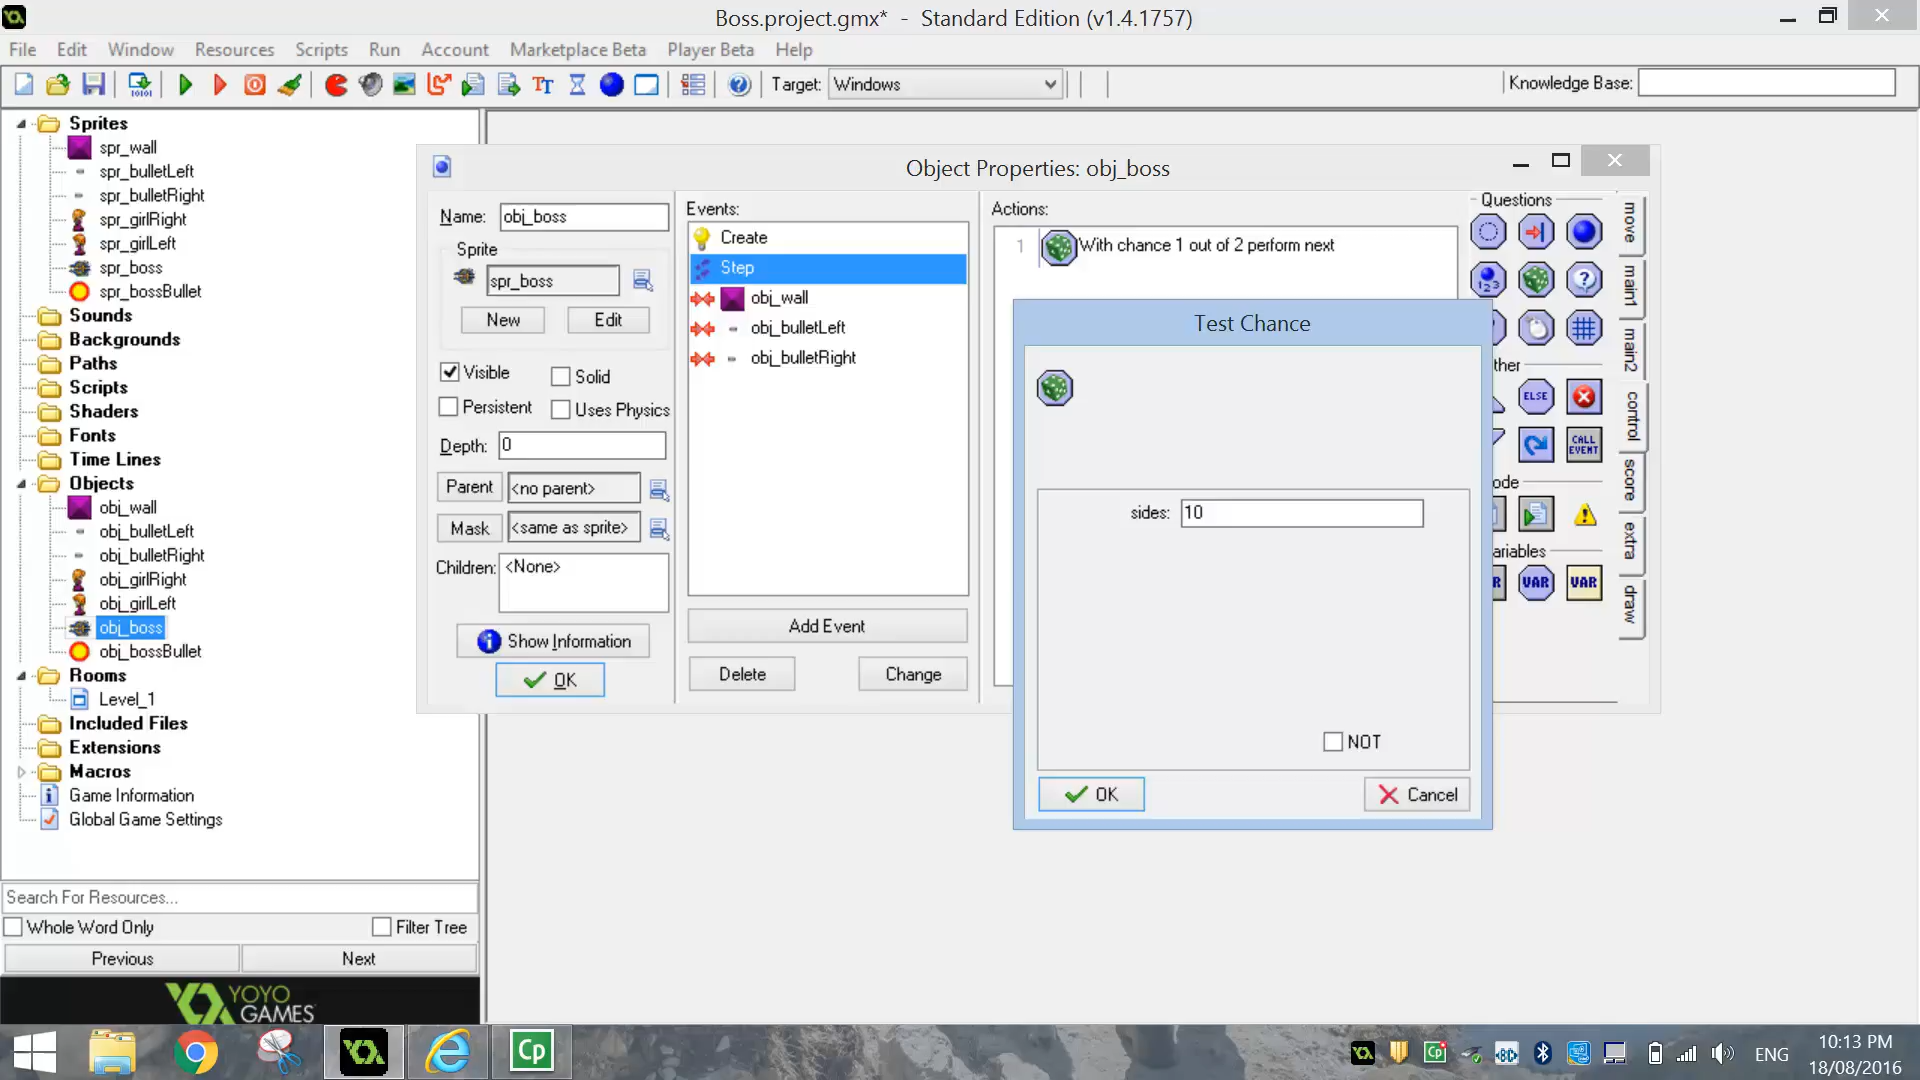 Boss.project.gmx* - Standard Edition (v1.4.1757)
File Edit Window Resources Scripts Run Account Marketplace Beta Player Beta Help
Target: Windows
Knowledge Base:
Sprites
spr_wall
spr_bulletLeft
spr_bulletRight
spr_girlRight
spr_girlLeft
spr_boss
spr_bossBullet
Sounds
Backgrounds
Paths
Scripts
Shaders
Fonts
Time Lines
Objects
obj_wall
obj_bulletLeft
obj_bulletRight
obj_girlRight
obj_girlLeft
obj_boss
obj_bossBullet
Rooms
Level_1
Included Files
Extensions
Macros
Game Information
Global Game Settings
Search For Resources...
Whole Word Only
Filter Tree
Previous
Next
YOYO
GAMES
Object Properties: obj_boss
Name: obj_boss
Sprite
spr_boss
New
Edit
Visible
Solid
Persistent
Uses Physics
Depth: 0
Parent <no parent>
Mask <same as sprite>
Children: <None>
Show Information
OK
Events:
Create
Step
obj_wall
obj_bulletLeft
obj_bulletRight
Add Event
Delete
Change
Actions:
1 With chance 1 out of 2 perform next
Questions
ther
ELSE
CALL
EVENT
ode
ariables
R
VAR
VAR
move
main1
main2
control
score
extra
draw
Test Chance
sides: 10
NOT
OK
Cancel
Cp
ENG
10:13 PM
18/08/2016